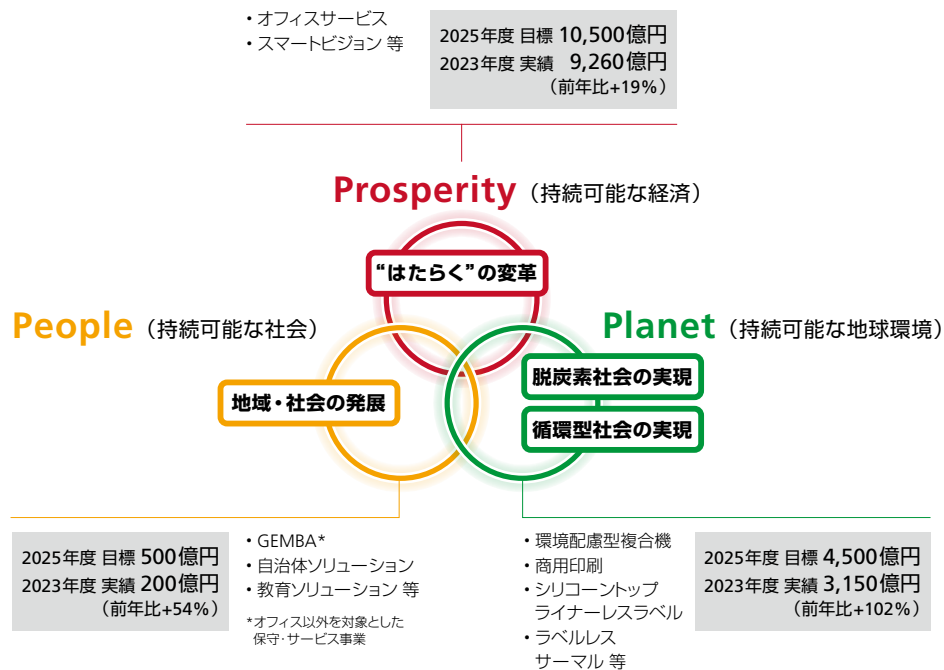 ・オフィスサービス
・スマートビジョン 等
2025年度 目標 10,500億円
2023年度 実績 9,260億円
（前年比+19%）
Prosperity（持続可能な経済）
“はたらく”の変革
People（持続可能な社会）
Planet（持続可能な地球環境）
地域・社会の発展
脱炭素社会の実現
循環型社会の実現
2025年度 目標 500億円
2023年度 実績 200億円
（前年比+54%）
・GEMBA*
・自治体ソリューション
・教育ソリューション 等
*オフィス以外を対象とした
保守・サービス事業
・環境配慮型複合機
・商用印刷
・シリコーントップ
ライナーレスラベル
・ラベルレス
サーマル 等
2025年度 目標 4,500億円
2023年度 実績 3,150億円
（前年比+102%）